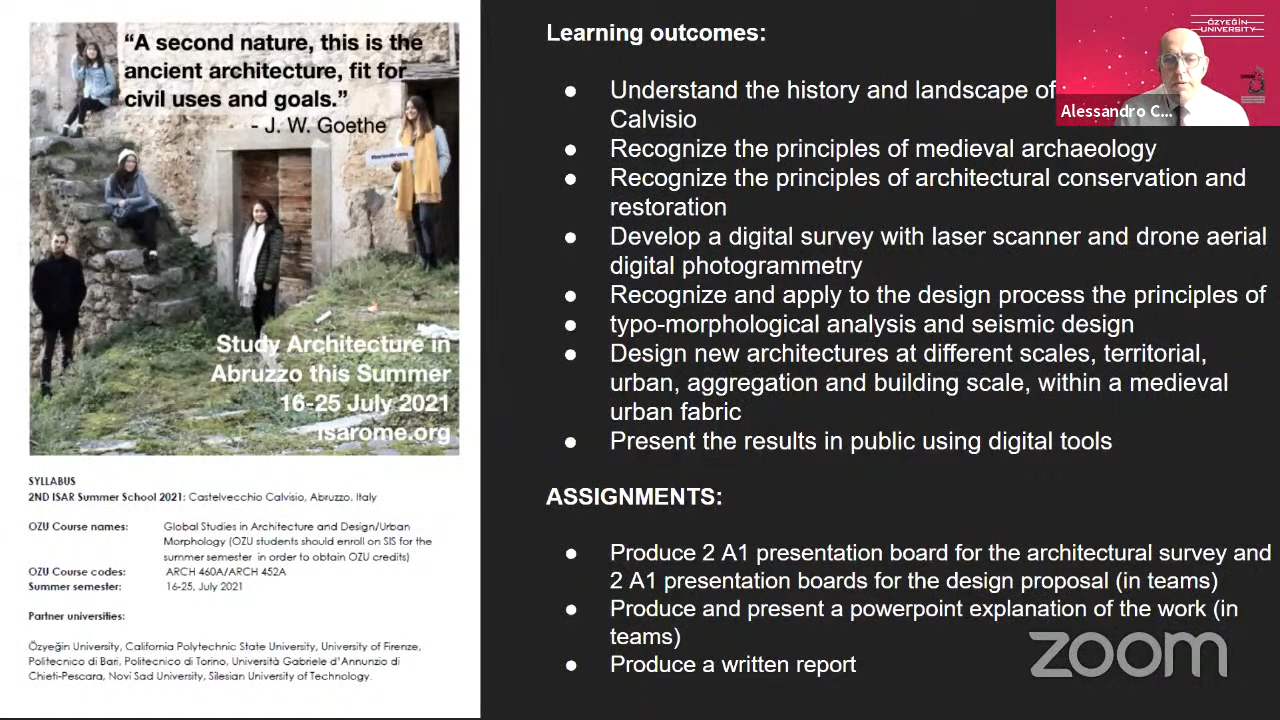 “A second nature, this is the
ancient architecture, fit for
civil uses and goals.”
- J. W. Goethe
Study Architecture in
Abruzzo this Summer
16-25 July 2021
isarome.org
SYLLABUS
2ND ISAR Summer School 2021: Castelvecchio Calvisio, Abruzzo, Italy
OZU Course names: Global Studies in Architecture and Design/Urban
Morphology (OZU students should enroll on SIS for the
summer semester in order to obtain OZU credits)
OZU Course codes: ARCH 460A/ARCH 452A
Summer semester: 16-25, July 2021
Partner universities:
Özyeğin University, California Polytechnic State University, University of Firenze,
Politecnico di Bari, Politecnico di Torino, Università Gabriele d’Annunzio di
Chieti-Pescara, Novi Sad University, Silesian University of Technology.
Learning outcomes:
● Understand the history and landscape of
Calvisio
● Recognize the principles of medieval archaeology
● Recognize the principles of architectural conservation and
restoration
● Develop a digital survey with laser scanner and drone aerial
digital photogrammetry
● Recognize and apply to the design process the principles of
● typo-morphological analysis and seismic design
● Design new architectures at different scales, territorial,
urban, aggregation and building scale, within a medieval
urban fabric
● Present the results in public using digital tools
ASSIGNMENTS:
● Produce 2 A1 presentation board for the architectural survey and
2 A1 presentation boards for the design proposal (in teams)
● Produce and present a powerpoint explanation of the work (in
teams)
● Produce a written report
ÖZYEĞİN
UNIVERSITY
Alessandro C...
zoom